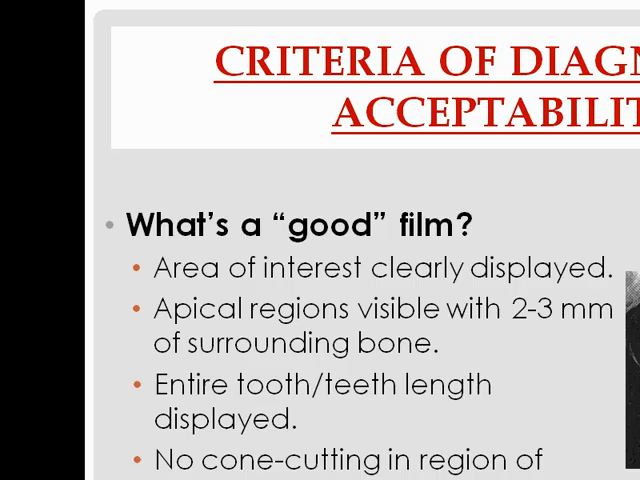 CRITERIA OF DIAGN
ACCEPTABILIT
• What's a “good” film?
• Area of interest clearly displayed.
• Apical regions visible with 2-3 mm
of surrounding bone.
• Entire tooth/teeth length
displayed.
• No cone-cutting in region of